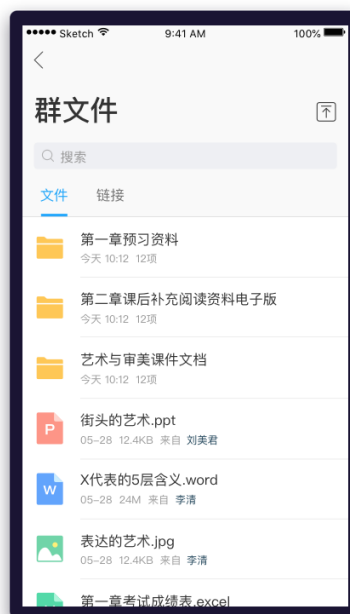 Sketch 9:41 AM 100%
群文件
搜索
文件 链接
第一章预习资料
今天 10:12 12项
第二章课后补充阅读资料电子版
今天 10:12 12项
艺术与审美课件文档
今天 10:12 12项
P
街头的艺术.ppt
05-28 12.4KB 来自 刘美君
W
X代表的5层含义.word
05-28 24M 来自 李清
表达的艺术.jpg
05-28 12.4KB 来自 李清
第一章考试成绩表.excel